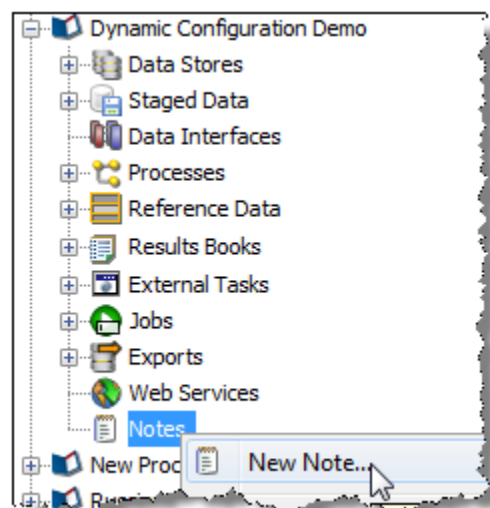 Dynamic Configuration Demo
Data Stores
Staged Data
Data Interfaces
Processes
Reference Data
Results Books
External Tasks
Jobs
Exports
Web Services
Notes
New Note...
New Proc